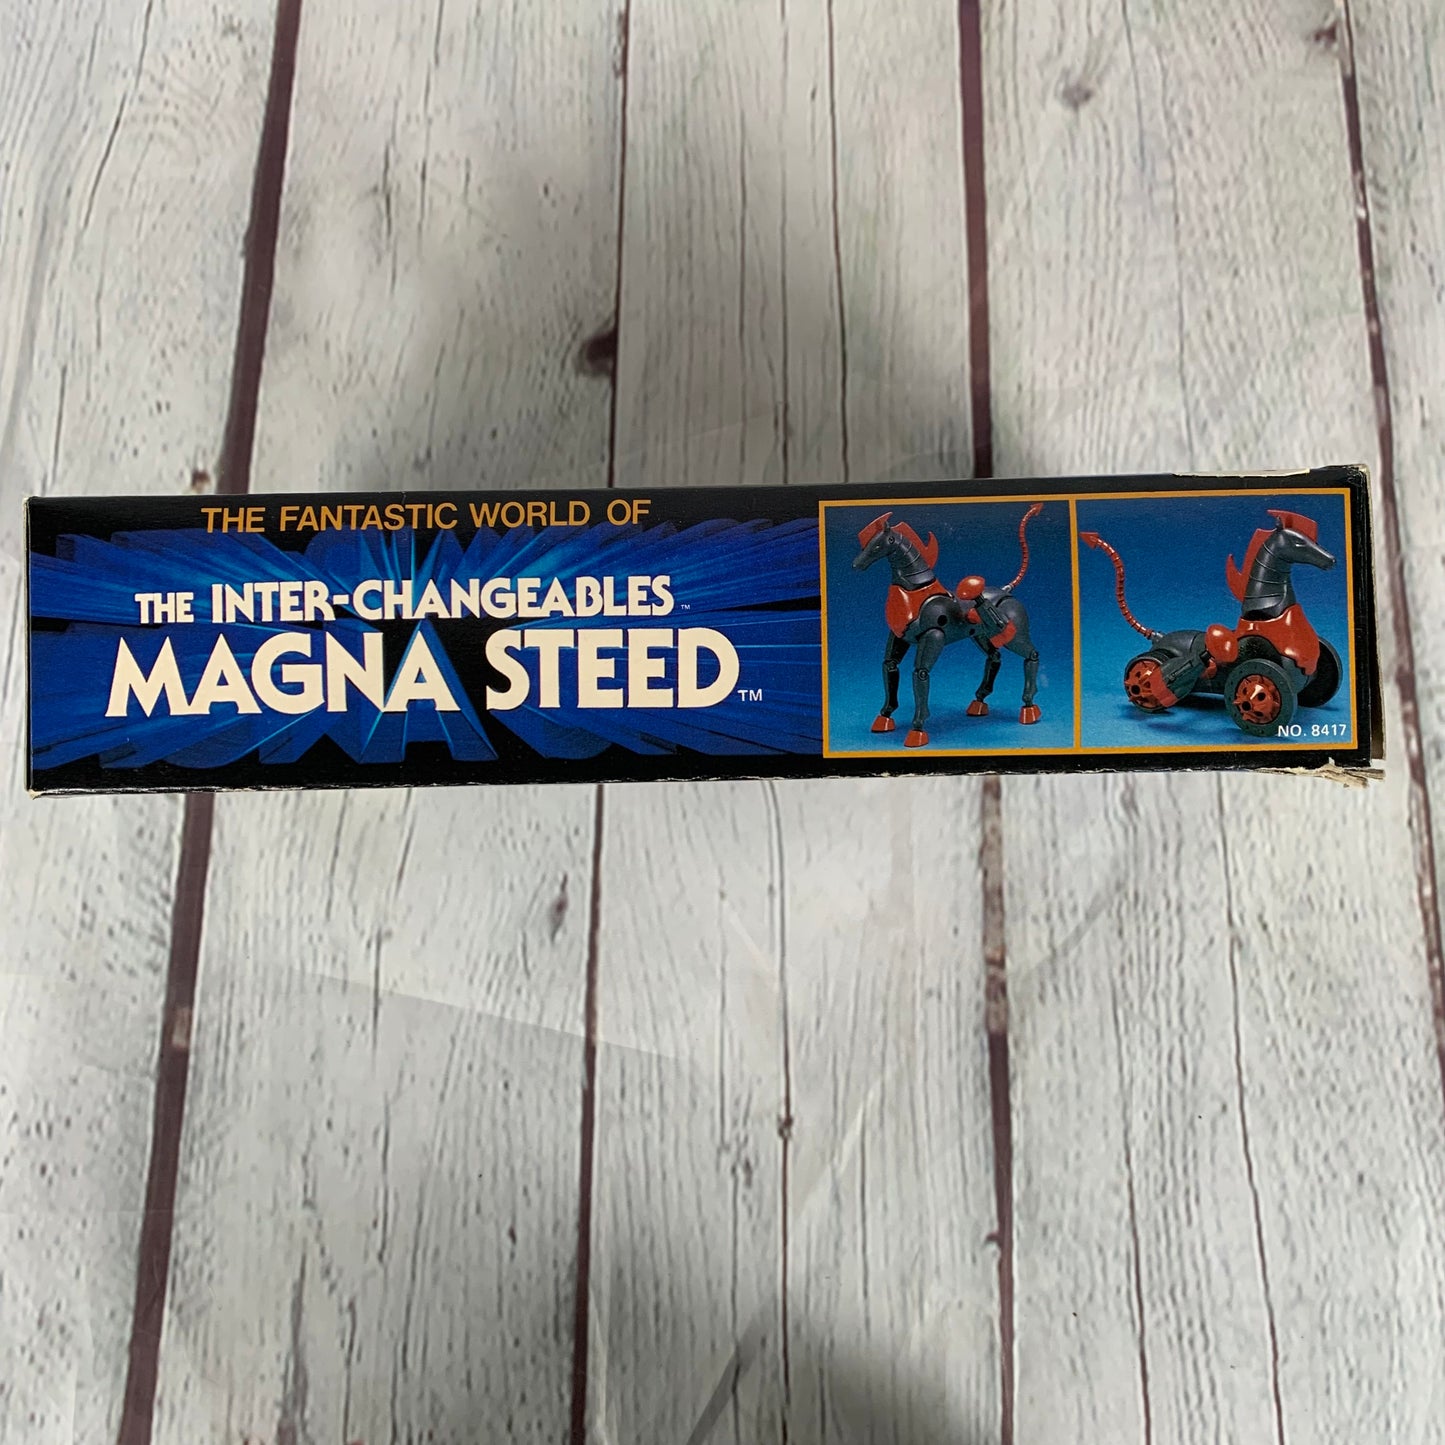 THE FANTASTIC WORLD OF
THE INTER-CHANGEABLES™
MAGNA STEED™
NO. 8417